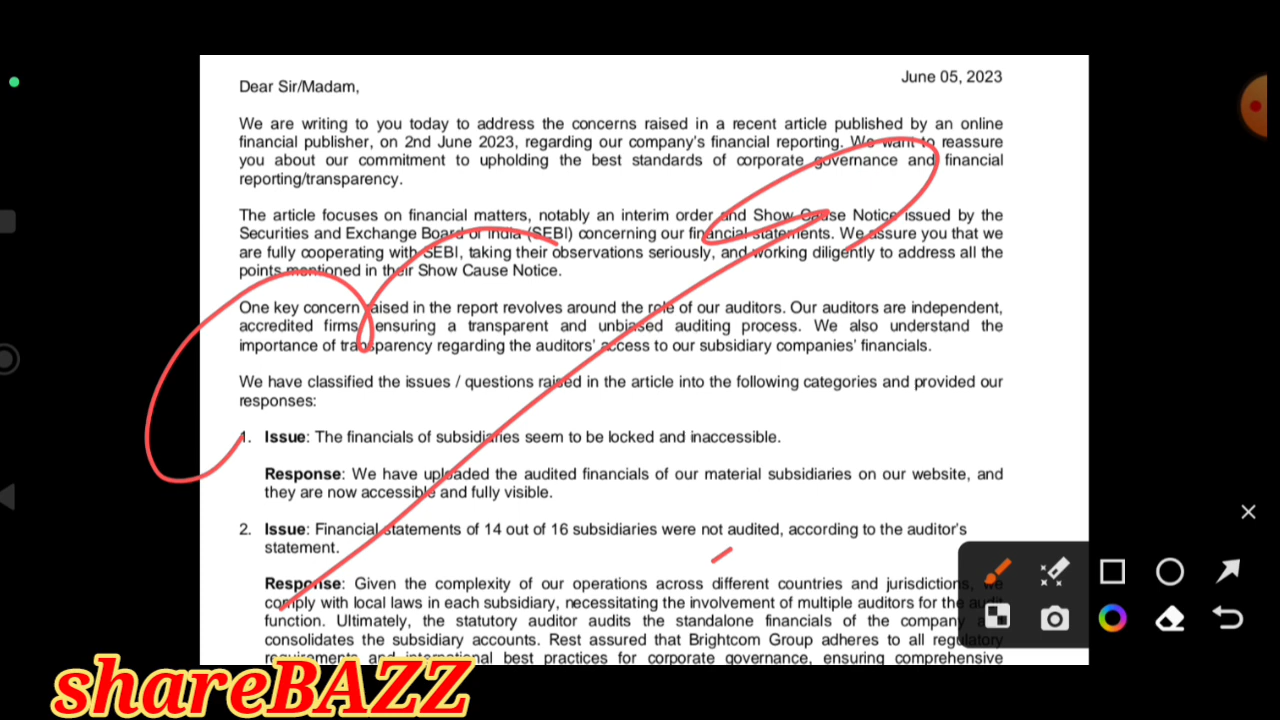 June 05, 2023
Dear Sir/Madam,
We are writing to you today to address the concerns raised in a recent article published by an online
financial publisher, on 2nd June 2023, regarding our company's financial reporting. We want to reassure
you about our commitment to upholding the best standards of corporate governance and financial
reporting/transparency.
The article focuses on financial matters, notably an interim order and Show Cause Notice issued by the
Securities and Exchange Board of India (SEBI) concerning our financial statements. We assure you that we
are fully cooperating with SEBI, taking their observations seriously, and working diligently to address all the
points mentioned in their Show Cause Notice.
One key concern raised in the report revolves around the role of our auditors. Our auditors are independent,
accredited firms, ensuring a transparent and unbiased auditing process. We also understand the
importance of transparency regarding the auditors' access to our subsidiary companies' financials.
We have classified the issues / questions raised in the article into the following categories and provided our
responses:
1. Issue: The financials of subsidiaries seem to be locked and inaccessible.
Response: We have uploaded the audited financials of our material subsidiaries on our website, and
they are now accessible and fully visible.
2. Issue: Financial statements of 14 out of 16 subsidiaries were not audited, according to the auditor's
statement.
Response: Given the complexity of our operations across different countries and jurisdictions, we
comply with local laws in each subsidiary, necessitating the involvement of multiple auditors for the audit
function. Ultimately, the statutory auditor audits the standalone financials of the company and
consolidates the subsidiary accounts. Rest assured that Brightcom Group adheres to all regulatory
requirements and international best practices for corporate governance, ensuring comprehensive
shareBAZZ